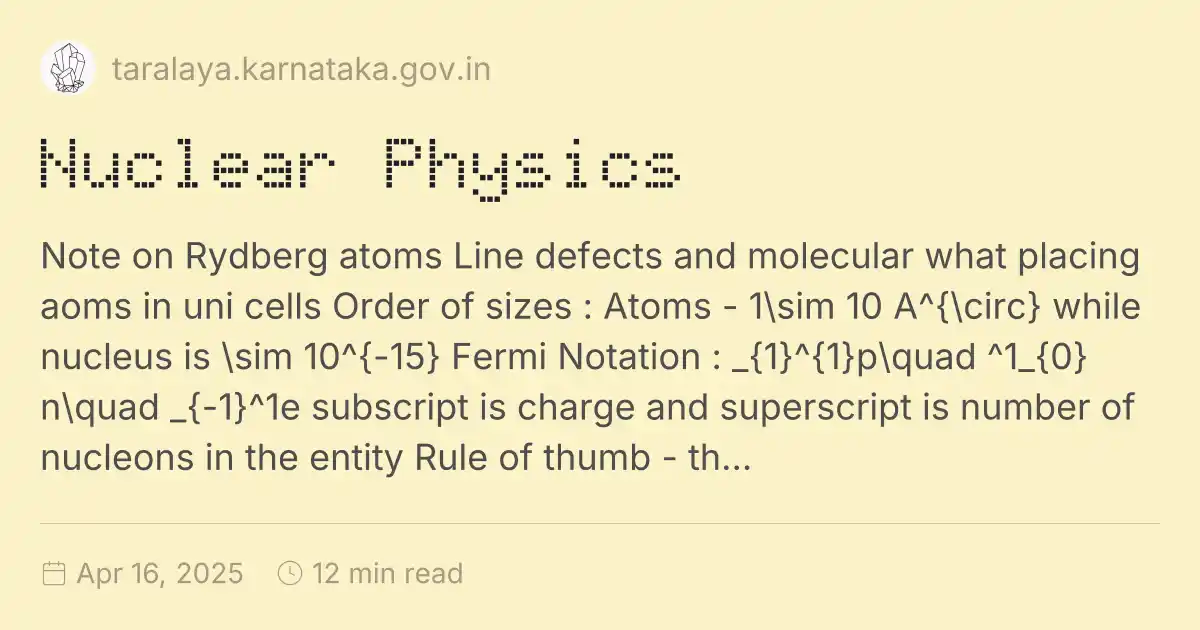 taralaya.karnataka.gov.in
Nuclear Physics
Note on Rydberg atoms Line defects and molecular what placing
aoms in uni cells Order of sizes : Atoms - 1\sim 10 A^{\circ} while
nucleus is \sim 10^{-15} Fermi Notation : _{1}^{1}p\quad ^1_{0}
n\quad _{-1}^1e subscript is charge and superscript is number of
nucleons in the entity Rule of thumb - th...
Apr 16, 2025 12 min read